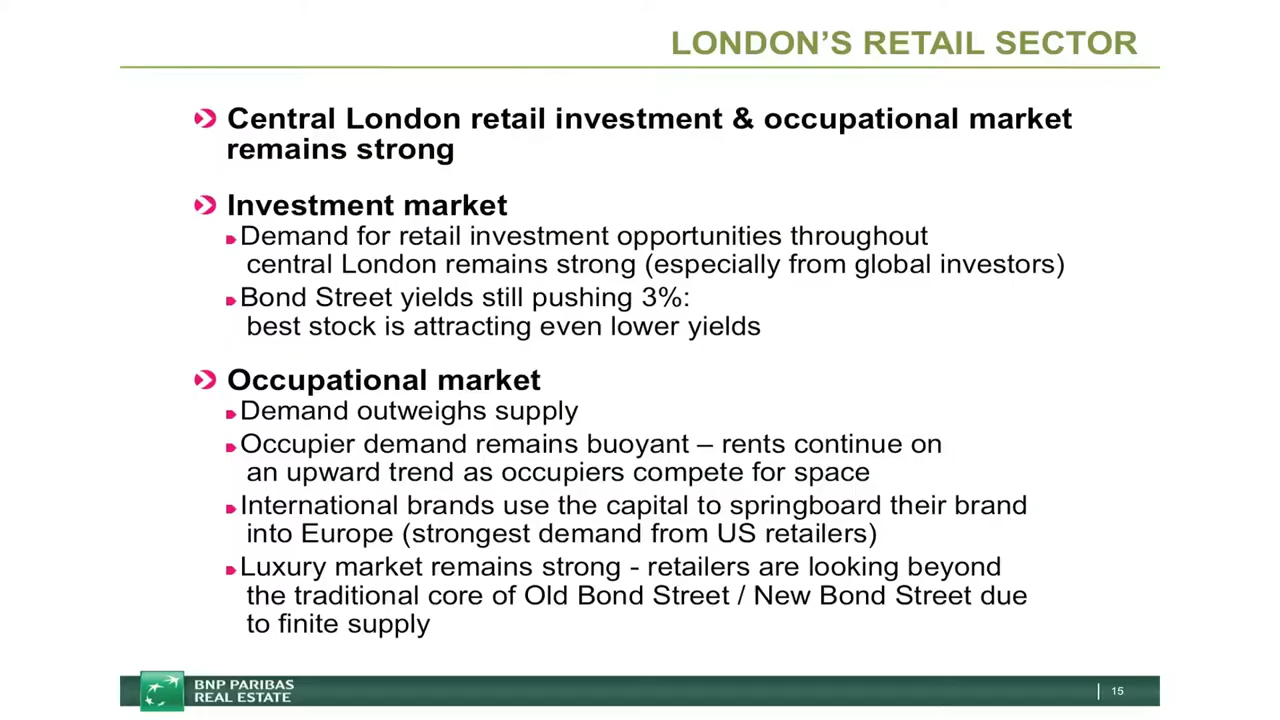 LONDON’S RETAIL SECTOR
Central London retail investment & occupational market
remains strong
Investment market
Demand for retail investment opportunities throughout
central London remains strong (especially from global investors)
Bond Street yields still pushing 3%:
best stock is attracting even lower yields
Occupational market
Demand outweighs supply
Occupier demand remains buoyant – rents continue on
an upward trend as occupiers compete for space
International brands use the capital to springboard their brand
into Europe (strongest demand from US retailers)
Luxury market remains strong - retailers are looking beyond
the traditional core of Old Bond Street / New Bond Street due
to finite supply
BNP PARIBAS
REAL ESTATE
15